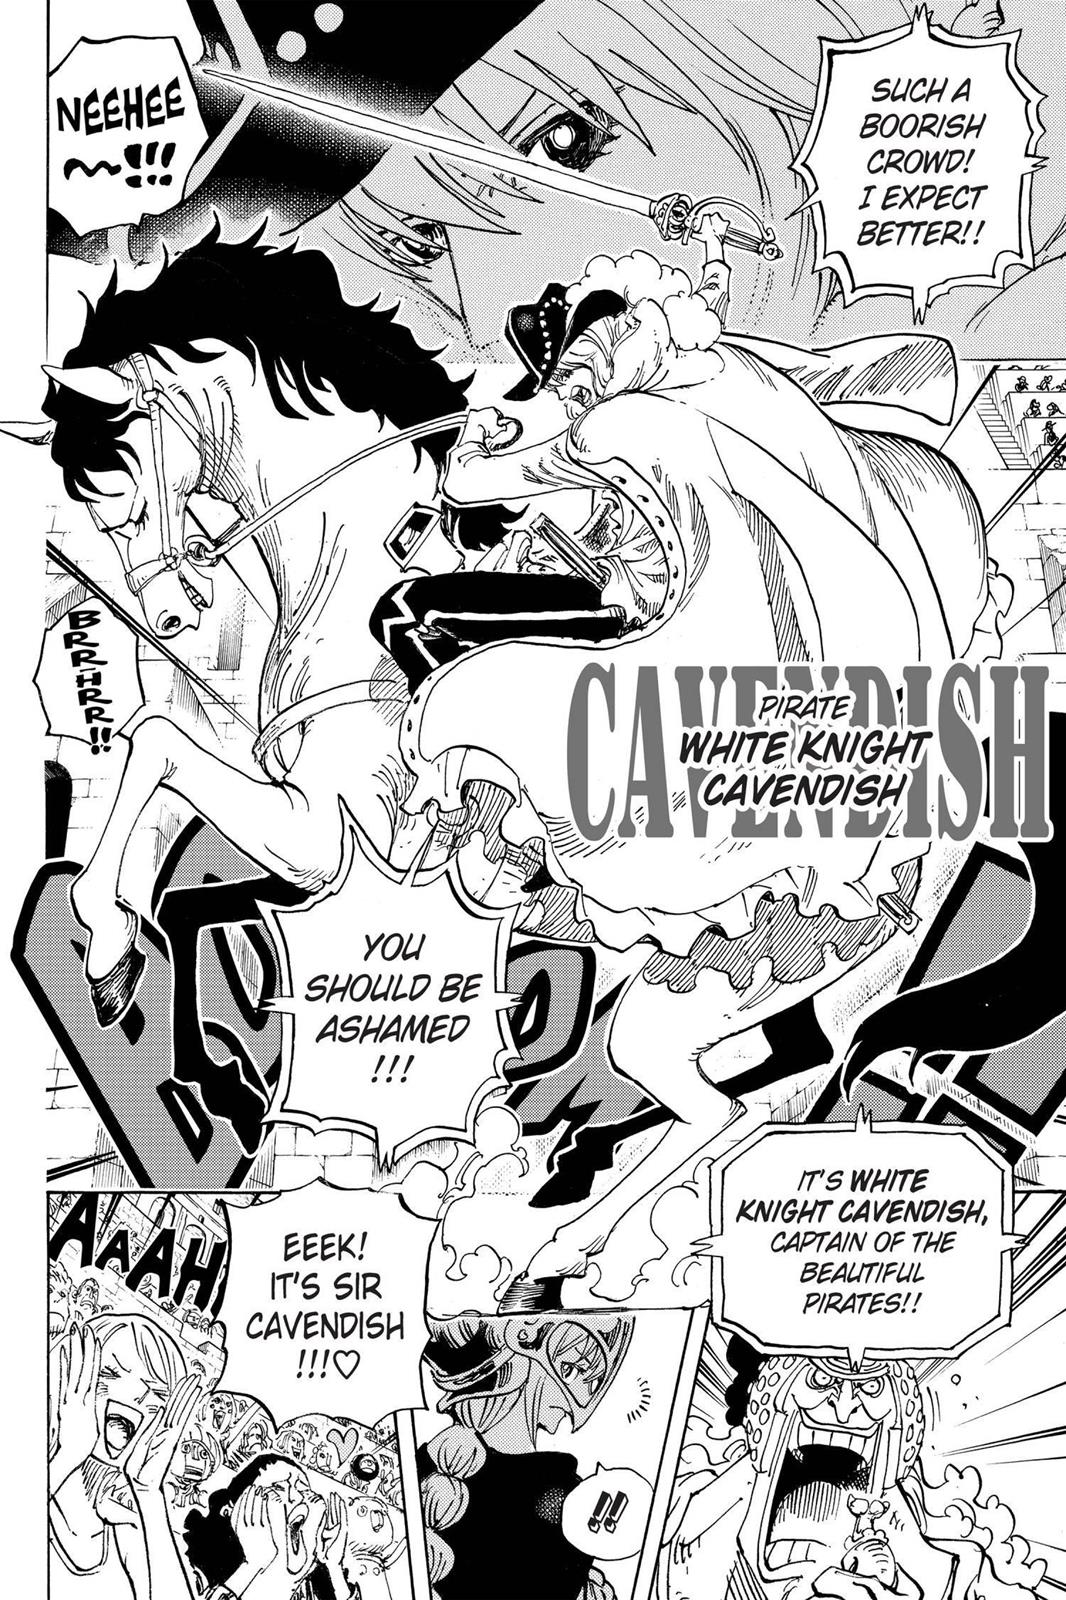 SUCH A
BOORISH
CROWD!
I EXPECT
BETTER!!
NEEHEE
~!!!
BRR-HRR!!
CAVENDISH
PIRATE
WHITE KNIGHT
CAVENDISH
YOU
SHOULD BE
ASHAMED
!!!
IT'S WHITE
KNIGHT CAVENDISH,
CAPTAIN OF THE
BEAUTIFUL
PIRATES!!
AAAAH
EEEK!
IT'S SIR
CAVENDISH
!!!♡
!!